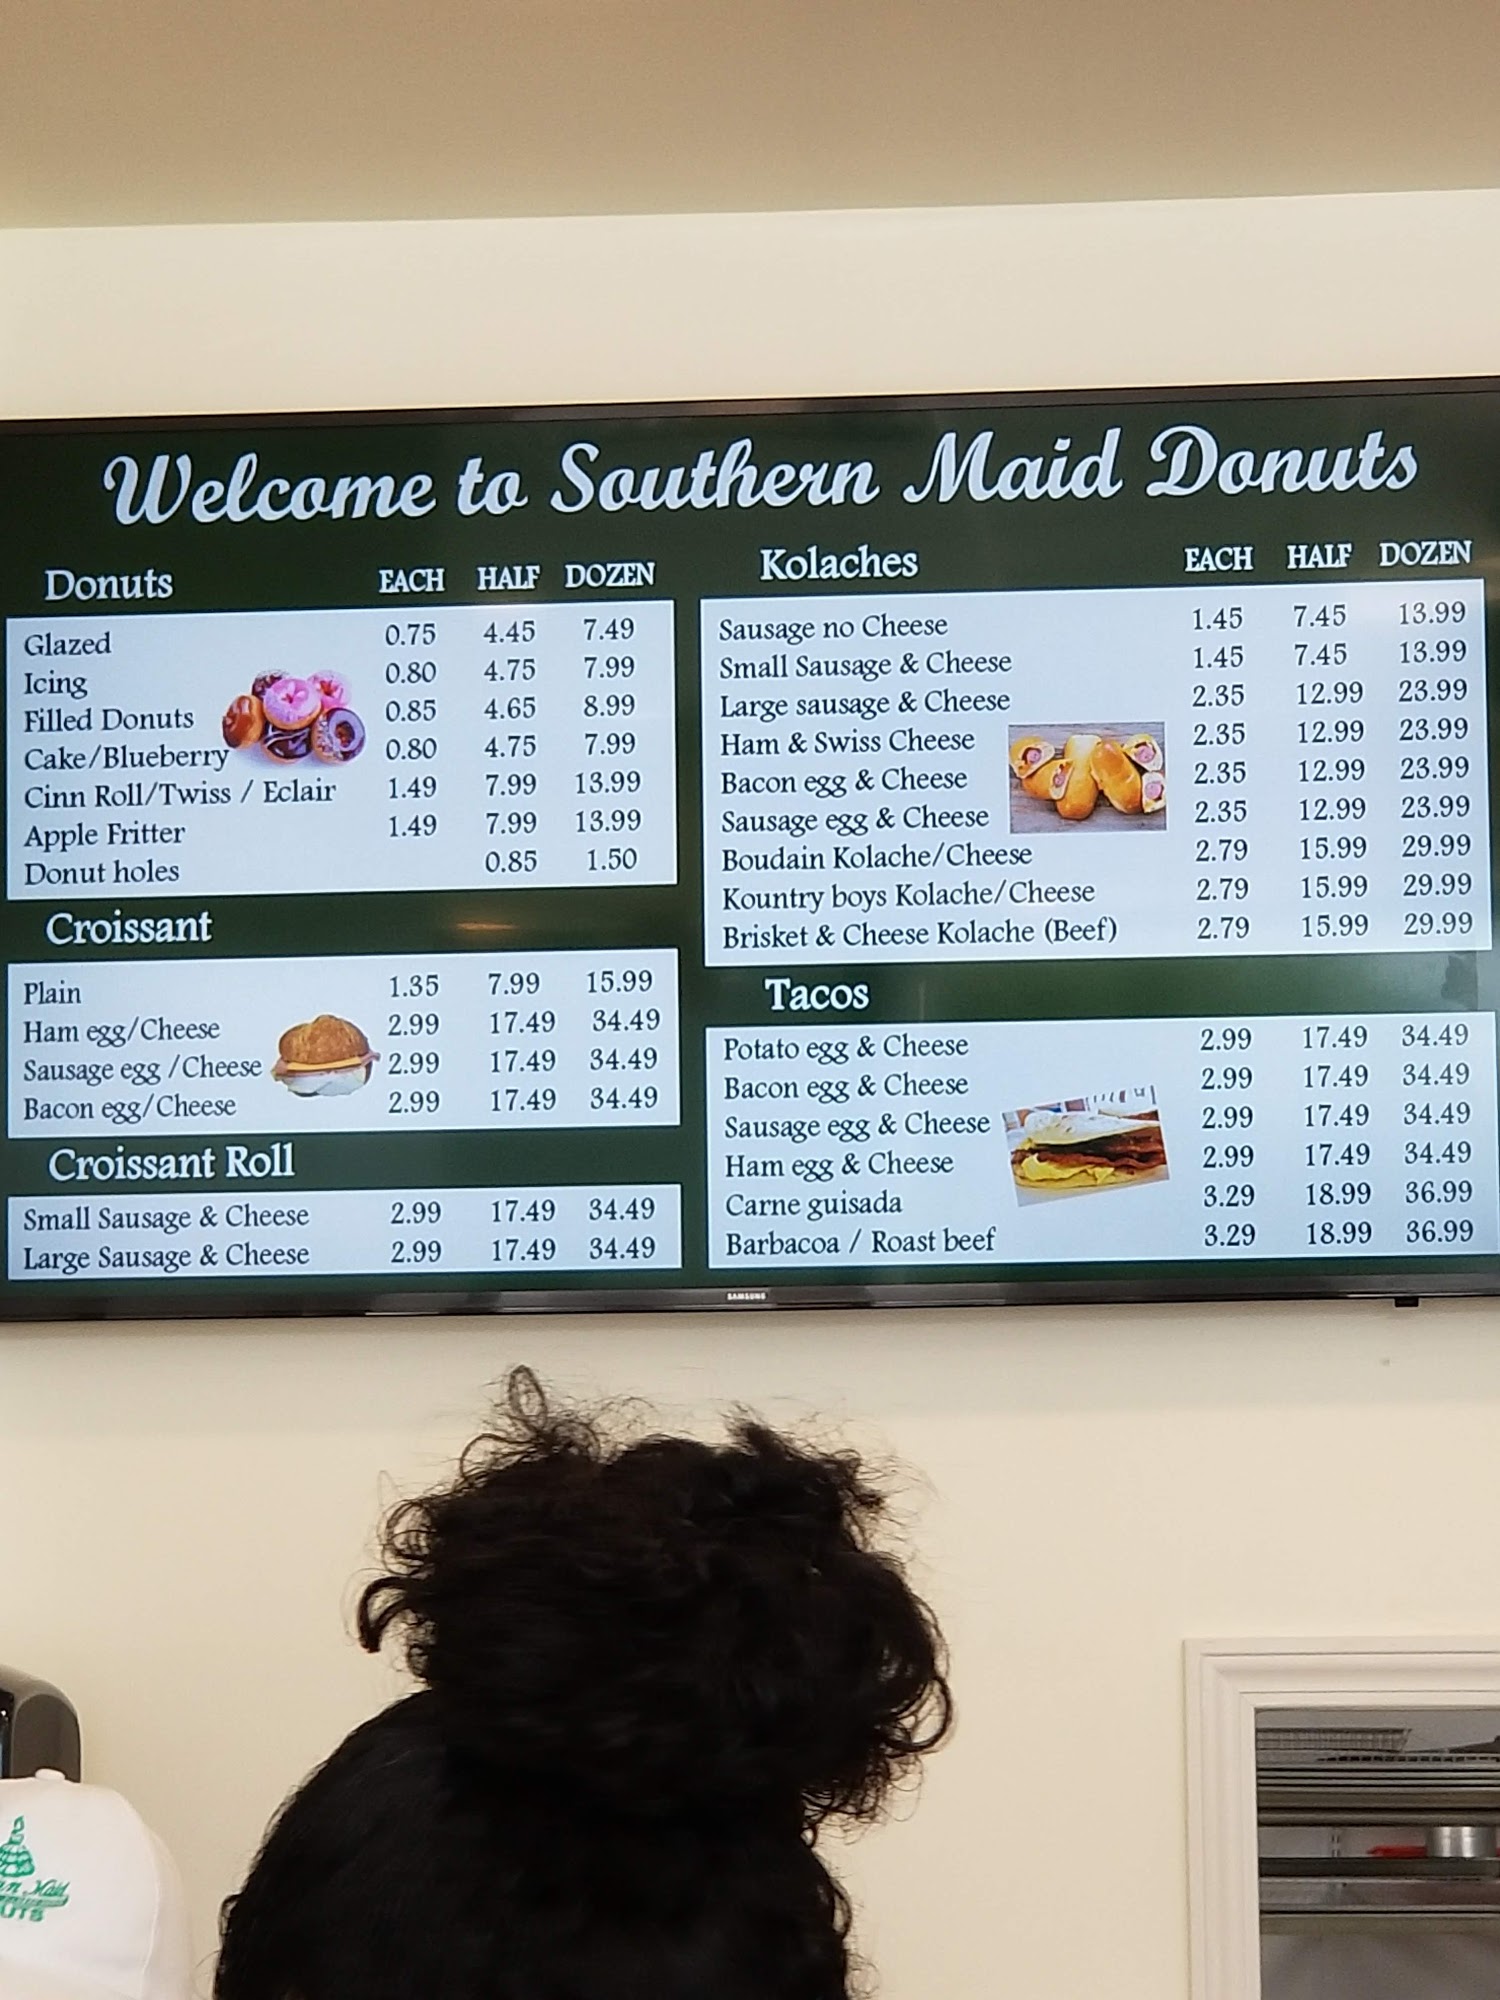 Welcome to Southern Maid Donuts
Donuts EACH HALF DOZEN
Glazed 0.75 4.45 7.49
Icing 0.80 4.75 7.99
Filled Donuts 0.85 4.65 8.99
Cake/Blueberry 0.80 4.75 7.99
Cinn Roll/Twiss / Eclair 1.49 7.99 13.99
Apple Fritter 1.49 7.99 13.99
Donut holes 0.85 1.50
Croissant
Plain 1.35 7.99 15.99
Ham egg/Cheese 2.99 17.49 34.49
Sausage egg /Cheese 2.99 17.49 34.49
Bacon egg/Cheese 2.99 17.49 34.49
Croissant Roll
Small Sausage & Cheese 2.99 17.49 34.49
Large Sausage & Cheese 2.99 17.49 34.49
Kolaches EACH HALF DOZEN
Sausage no Cheese 1.45 7.45 13.99
Small Sausage & Cheese 1.45 7.45 13.99
Large sausage & Cheese 2.35 12.99 23.99
Ham & Swiss Cheese 2.35 12.99 23.99
Bacon egg & Cheese 2.35 12.99 23.99
Sausage egg & Cheese 2.35 12.99 23.99
Boudain Kolache/Cheese 2.79 15.99 29.99
Kountry boys Kolache/Cheese 2.79 15.99 29.99
Brisket & Cheese Kolache (Beef) 2.79 15.99 29.99
Tacos
Potato egg & Cheese 2.99 17.49 34.49
Bacon egg & Cheese 2.99 17.49 34.49
Sausage egg & Cheese 2.99 17.49 34.49
Ham egg & Cheese 2.99 17.49 34.49
Carne guisada 3.29 18.99 36.99
Barbacoa / Roast beef 3.29 18.99 36.99
SAMSUNG
Maid